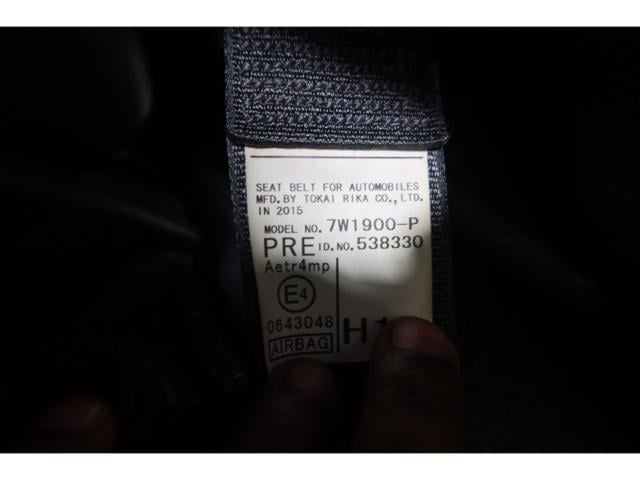 SEAT BELT FOR AUTOMOBILES
MFD. BY TOKAI RIKA CO., LTD.
IN 2015
MODEL NO. 7W1900-P
PRE ID.NO. 538330
Aetr4mp
E4
0643048
AIRBAG